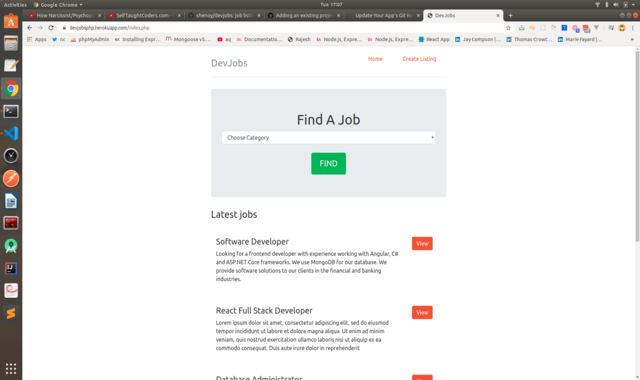 Activities
Google Chrome
Tue 17:07
How Narcissist/Psychop
SelfTaughtCoders.com -
shenoy/devjobs: job list
Adding an existing proje
Update Your App's Git R
DevJobs
devjobsphp.herokuapp.com/index.php
Apps
nc
phpMyAdmin
Installing Expr...
Mongoose v5...
aq
Documentatio...
Rajesh
Node.js, Expre...
Node.js, Expre...
React App
Jay Compson |...
Thomas Crowt...
Marie Fayard |...
DevJobs
Home
Create Listing
Find A Job
Choose Category
FIND
Latest jobs
Software Developer
View
Looking for a frontend developer with experience working with Angular, C#
and ASP.NET Core frameworks. We use MongoDB for our database. We
provide software solutions to our clients in the financial and banking
industries.
React Full Stack Developer
View
Lorem ipsum dolor sit amet, consectetur adipiscing elit, sed do eiusmod
tempor incididunt ut labore et dolore magna aliqua. Ut enim ad minim
veniam, quis nostrud exercitation ullamco laboris nisi ut aliquip ex ea
commodo consequat. Duis aute irure dolor in reprehenderit
Database Administrator
View